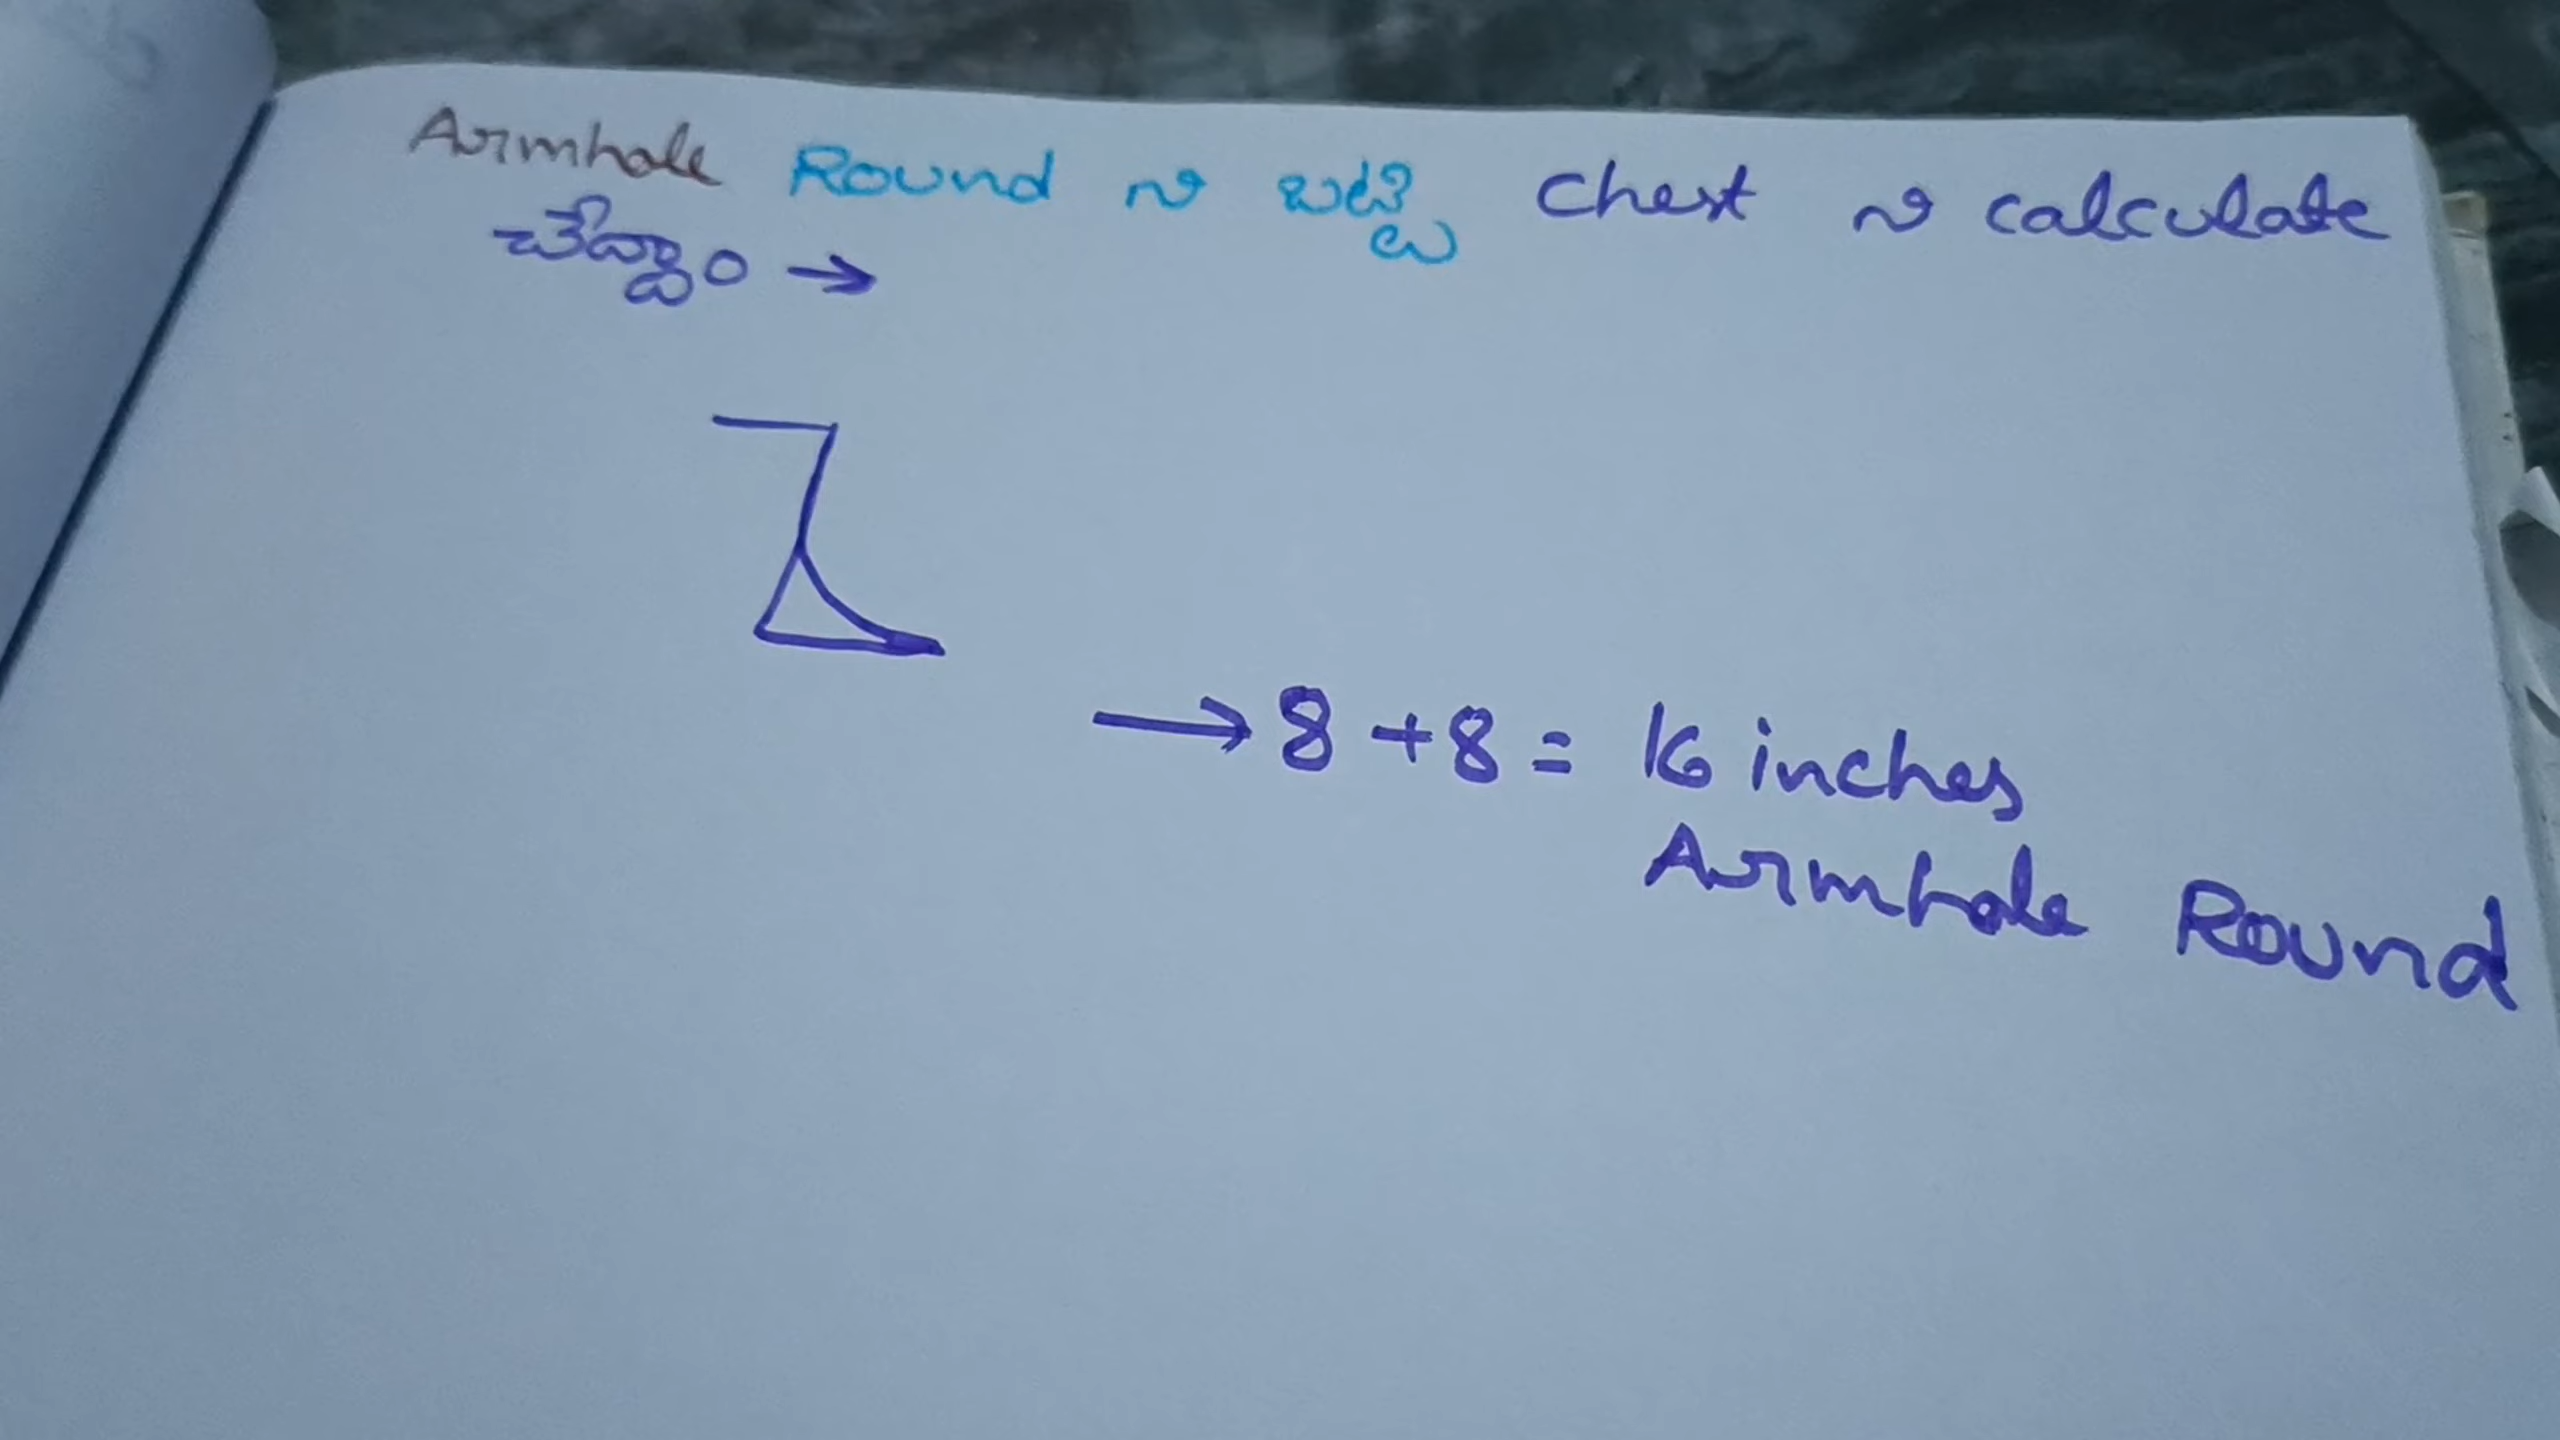 Armhole Round ని బట్టి Chest ని calculate
చేద్దాం →
→ 8 + 8 = 16 inches
Armhole Round